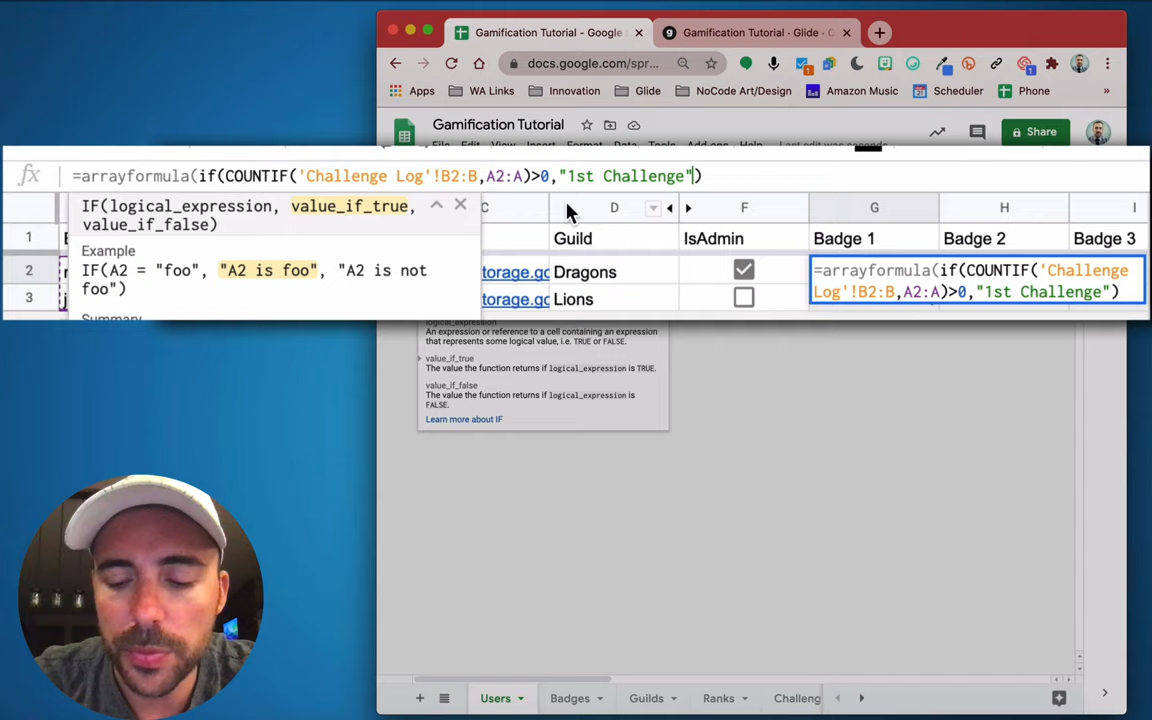 Gamification Tutorial - Google
Gamification Tutorial · Glide · C
docs.google.com/spr...
Apps
WA Links
Innovation
Glide
NoCode Art/Design
Amazon Music
Scheduler
Phone
»
Gamification Tutorial
Share
=arrayformula(if(COUNTIF('Challenge Log'!B2:B,A2:A)>0,"1st Challenge")
IF(logical_expression, value_if_true,
value_if_false)
Example
IF(A2 = "foo", "A2 is foo", "A2 is not
foo")
C D F G H I
1 Guild IsAdmin Badge 1 Badge 2 Badge 3
2 torage.gc Dragons
=arrayformula(if(COUNTIF('Challenge
Log'!B2:B,A2:A)>0,"1st Challenge")
3 torage.gc Lions
An expression or reference to a cell containing an expression
that represents some logical value, i.e. TRUE or FALSE.
value_if_true
The value the function returns if logical_expression is TRUE.
value_if_false
The value the function returns if logical_expression is
FALSE.
Learn more about IF
Users
Badges
Guilds
Ranks
Challeng